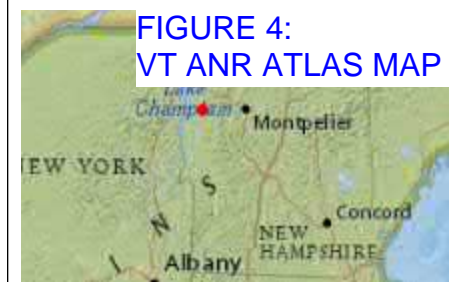 FIGURE 4:
VT ANR ATLAS MAP
Lake
Champlain
Montpelier
NEW YORK
Concord
NEW
HAMPSHIRE
Albany
I N S